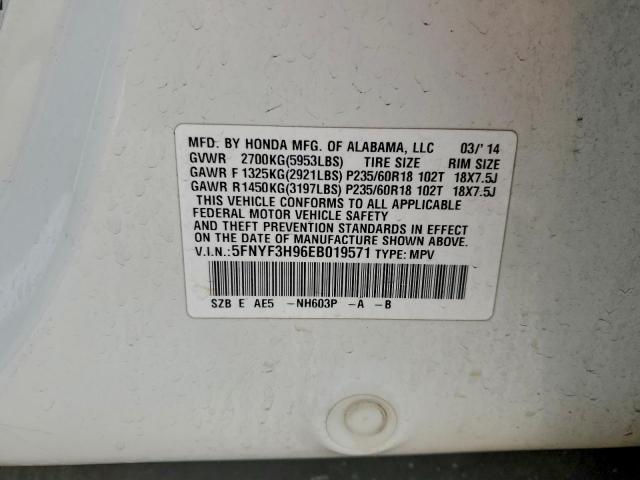 MFD. BY HONDA MFG. OF ALABAMA, LLC 03/'14
GVWR 2700KG(5953LBS) TIRE SIZE RIM SIZE
GAWR F 1325KG(2921LBS) P235/60R18 102T 18X7.5J
GAWR R1450KG(3197LBS) P235/60R18 102T 18X7.5J
THIS VEHICLE CONFORMS TO ALL APPLICABLE
FEDERAL MOTOR VEHICLE SAFETY
AND THEFT PREVENTION STANDARDS IN EFFECT
ON THE DATE OF MANUFACTURE SHOWN ABOVE.
V.I.N.:5FNYF3H96EB019571 TYPE: MPV
SZB E AE5 -NH603P -A -B